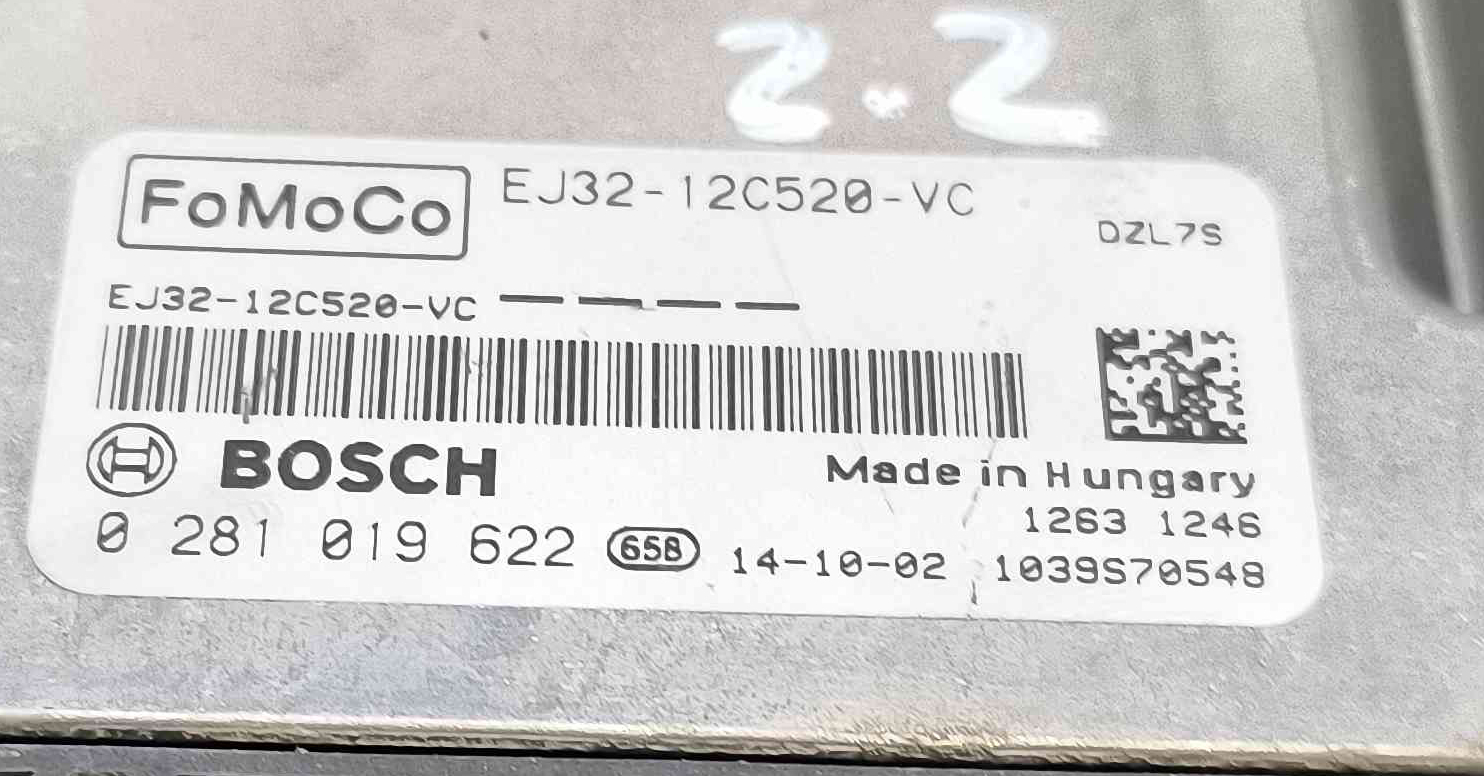 2.2
FoMoCo EJ32-12C520-VC
DZL7S
EJ32-12C520-VC ————
BOSCH
Made in Hungary
1263 1246
0 281 019 622 658 14-10-02 1039S70548